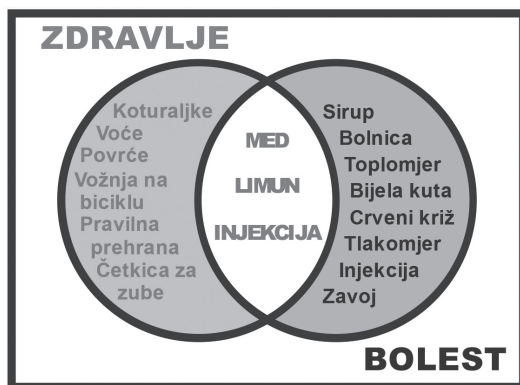 ZDRAVLJE
Koturaljke
Voće
Povrće
Vožnja na
biciklu
Pravilna
prehrana
Četkica za
zube
MED
LIMUN
INJEKCIJA
Sirup
Bolnica
Toplomjer
Bijela kuta
Crveni križ
Tlakomjer
Injekcija
Zavoj
BOLEST